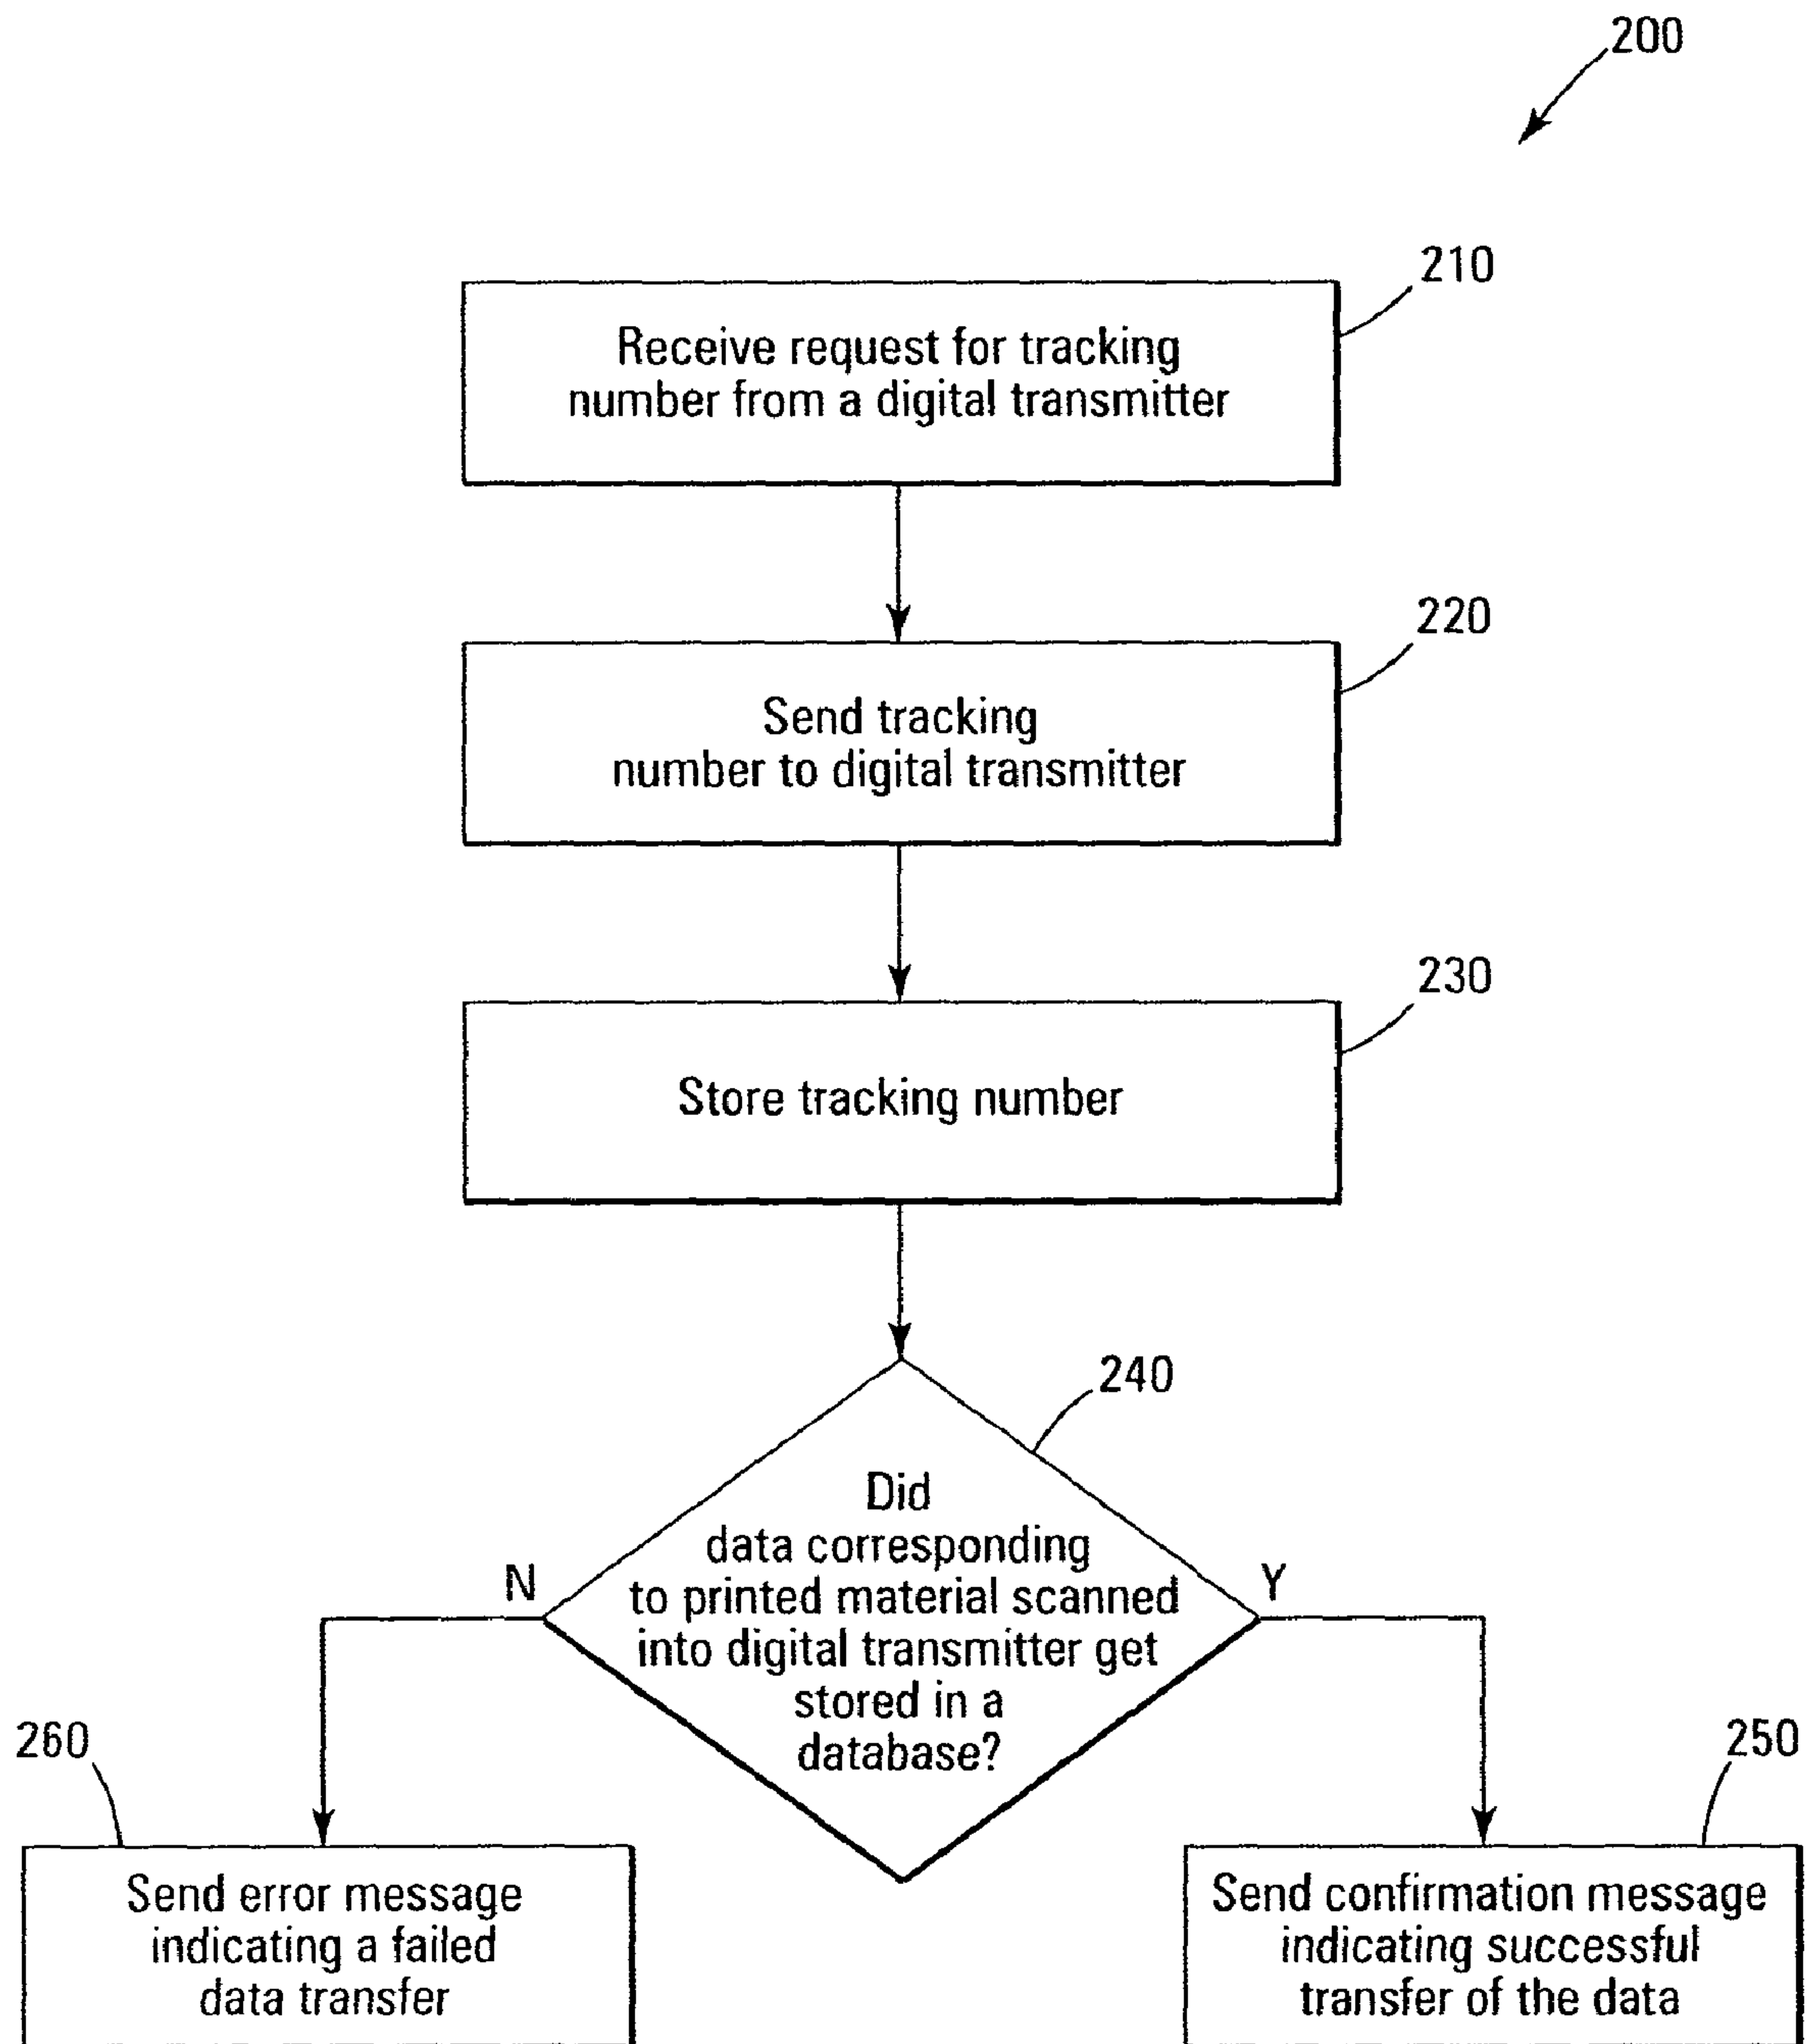 200
210
Receive request for tracking
number from a digital transmitter
220
Send tracking
number to digital transmitter
230
Store tracking number
240
Did
data corresponding
to printed material scanned
into digital transmitter get
stored in a
database?
N
Y
260
250
Send error message
indicating a failed
data transfer
Send confirmation message
indicating successful
transfer of the data